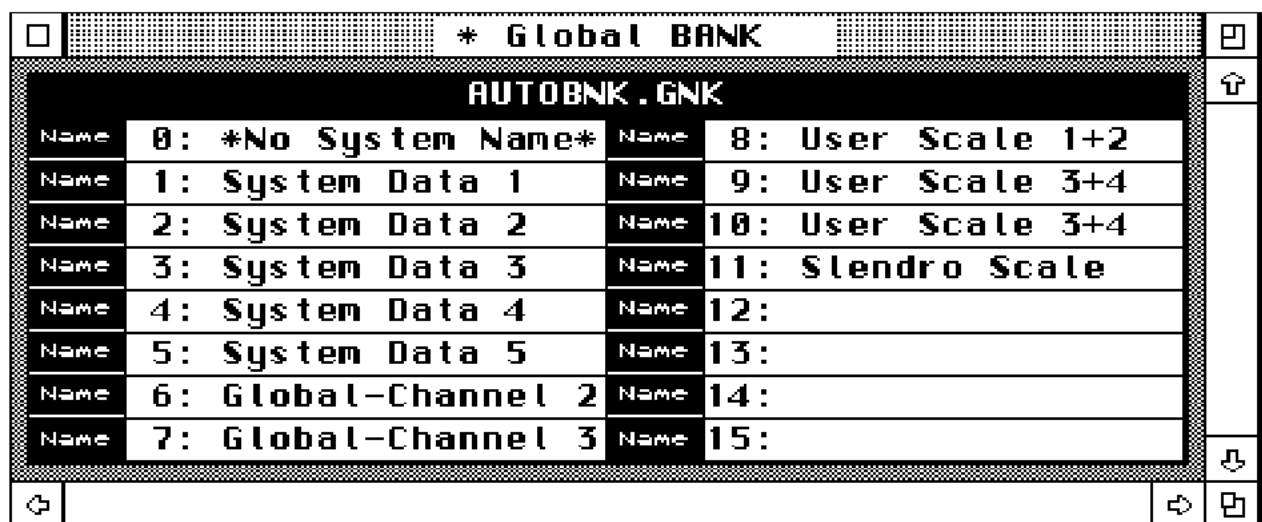 * Global BANK
AUTOBNK.GNK
Name 0: *No System Name* Name 8: User Scale 1+2
Name 1: System Data 1 Name 9: User Scale 3+4
Name 2: System Data 2 Name 10: User Scale 3+4
Name 3: System Data 3 Name 11: Slendro Scale
Name 4: System Data 4 Name 12:
Name 5: System Data 5 Name 13:
Name 6: Global-Channel 2 Name 14:
Name 7: Global-Channel 3 Name 15: